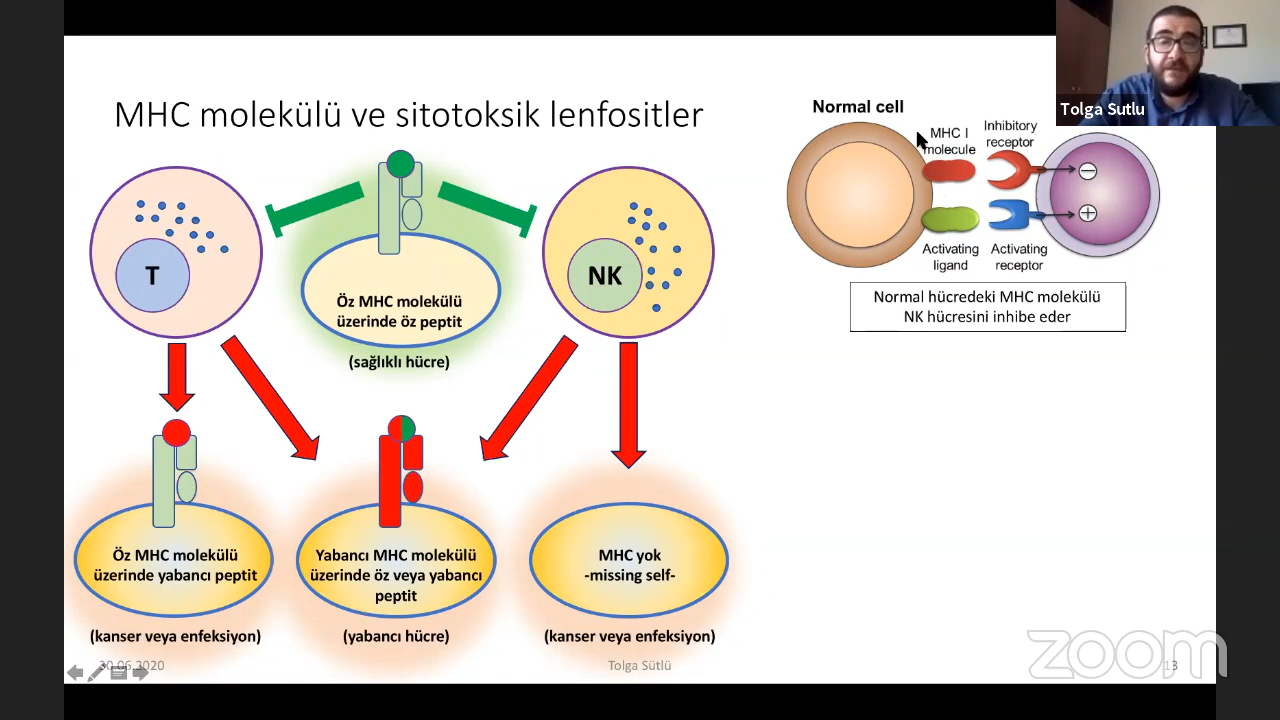 MHC molekülü ve sitotoksik lenfositler
Tolga Sutlu
Normal cell
MHC I
molecule
Inhibitory
receptor
Activating
ligand
Activating
receptor
Normal hücredeki MHC molekülü
NK hücresini inhibe eder
T
NK
Öz MHC molekülü
üzerinde öz peptit
(sağlıklı hücre)
Öz MHC molekülü
üzerinde yabancı peptit
(kanser veya enfeksiyon)
Yabancı MHC molekülü
üzerinde öz veya yabancı
peptit
(yabancı hücre)
MHC yok
-missing self-
(kanser veya enfeksiyon)
30.06.2020
Tolga Sütlü
13
zoom